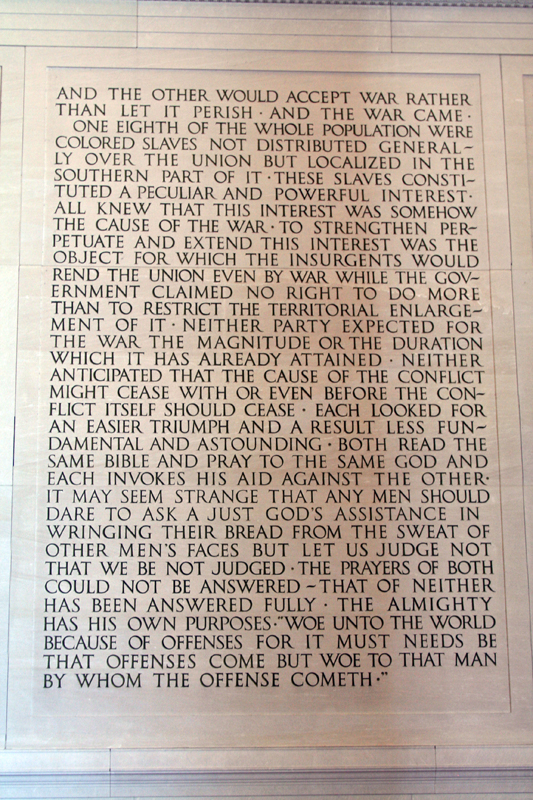 AND THE OTHER WOULD ACCEPT WAR RATHER
THAN LET IT PERISH · AND THE WAR CAME ·
ONE EIGHTH OF THE WHOLE POPULATION WERE
COLORED SLAVES NOT DISTRIBUTED GENERAL~
LY OVER THE UNION BUT LOCALIZED IN THE
SOUTHERN PART OF IT · THESE SLAVES CONSTI~
TUTED A PECULIAR AND POWERFUL INTEREST ·
ALL KNEW THAT THIS INTEREST WAS SOMEHOW
THE CAUSE OF THE WAR · TO STRENGTHEN PER~
PETUATE AND EXTEND THIS INTEREST WAS THE
OBJECT FOR WHICH THE INSURGENTS WOULD
REND THE UNION EVEN BY WAR WHILE THE GOV~
ERNMENT CLAIMED NO RIGHT TO DO MORE
THAN TO RESTRICT THE TERRITORIAL ENLARGE~
MENT OF IT · NEITHER PARTY EXPECTED FOR
THE WAR THE MAGNITUDE OR THE DURATION
WHICH IT HAS ALREADY ATTAINED · NEITHER
ANTICIPATED THAT THE CAUSE OF THE CONFLICT
MIGHT CEASE WITH OR EVEN BEFORE THE CON~
FLICT ITSELF SHOULD CEASE · EACH LOOKED FOR
AN EASIER TRIUMPH AND A RESULT LESS FUN~
DAMENTAL AND ASTOUNDING · BOTH READ THE
SAME BIBLE AND PRAY TO THE SAME GOD AND
EACH INVOKES HIS AID AGAINST THE OTHER ·
IT MAY SEEM STRANGE THAT ANY MEN SHOULD
DARE TO ASK A JUST GOD'S ASSISTANCE IN
WRINGING THEIR BREAD FROM THE SWEAT OF
OTHER MEN'S FACES BUT LET US JUDGE NOT
THAT WE BE NOT JUDGED · THE PRAYERS OF BOTH
COULD NOT BE ANSWERED ~ THAT OF NEITHER
HAS BEEN ANSWERED FULLY · THE ALMIGHTY
HAS HIS OWN PURPOSES · "WOE UNTO THE WORLD
BECAUSE OF OFFENSES FOR IT MUST NEEDS BE
THAT OFFENSES COME BUT WOE TO THAT MAN
BY WHOM THE OFFENSE COMETH · "